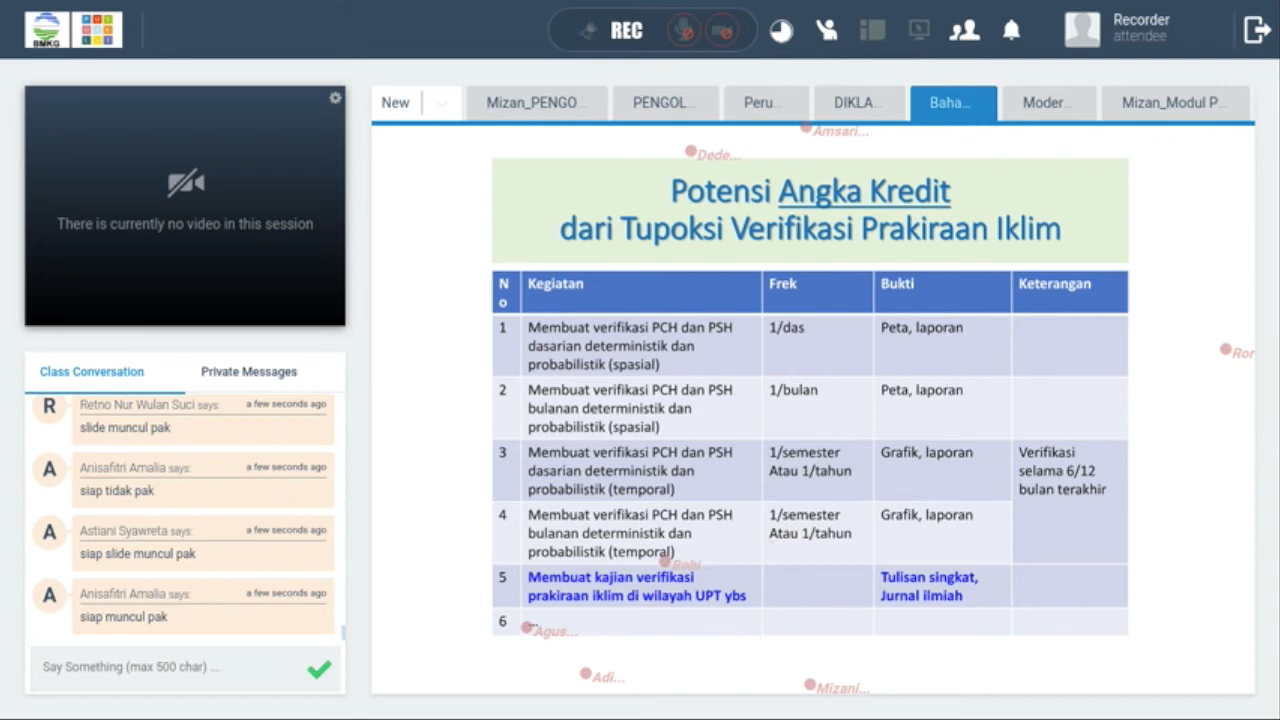 BMKG
REC
Recorder
attendee
There is currently no video in this session
Class Conversation
Private Messages
R
Retno Nur Wulan Suci says:
a few seconds ago
slide muncul pak
A
Anisafitri Amalia says:
a few seconds ago
siap tidak pak
A
Astiani Syawreta says:
a few seconds ago
siap slide muncul pak
A
Anisafitri Amalia says:
a few seconds ago
siap muncul pak
Say Something (max 500 char) ...
New
Mizan_PENGO...
PENGOL...
Peru...
DIKLA...
Baha...
Moder...
Mizan_Modul P...
Amsari...
Dede...
Potensi Angka Kredit
dari Tupoksi Verifikasi Prakiraan Iklim
No
Kegiatan
Frek
Bukti
Keterangan
1
Membuat verifikasi PCH dan PSH
dasarian deterministik dan
probabilistik (spasial)
1/das
Peta, laporan
Ror
2
Membuat verifikasi PCH dan PSH
bulanan deterministik dan
probabilistik (spasial)
1/bulan
Peta, laporan
3
Membuat verifikasi PCH dan PSH
dasarian deterministik dan
probabilistik (temporal)
1/semester
Atau 1/tahun
Grafik, laporan
Verifikasi
selama 6/12
bulan terakhir
4
Membuat verifikasi PCH dan PSH
bulanan deterministik dan
probabilistik (temporal)
1/semester
Atau 1/tahun
Grafik, laporan
Robi
5
Membuat kajian verifikasi
prakiraan iklim di wilayah UPT ybs
Tulisan singkat,
Jurnal ilmiah
6
...
Agus...
Adi...
Mizani...